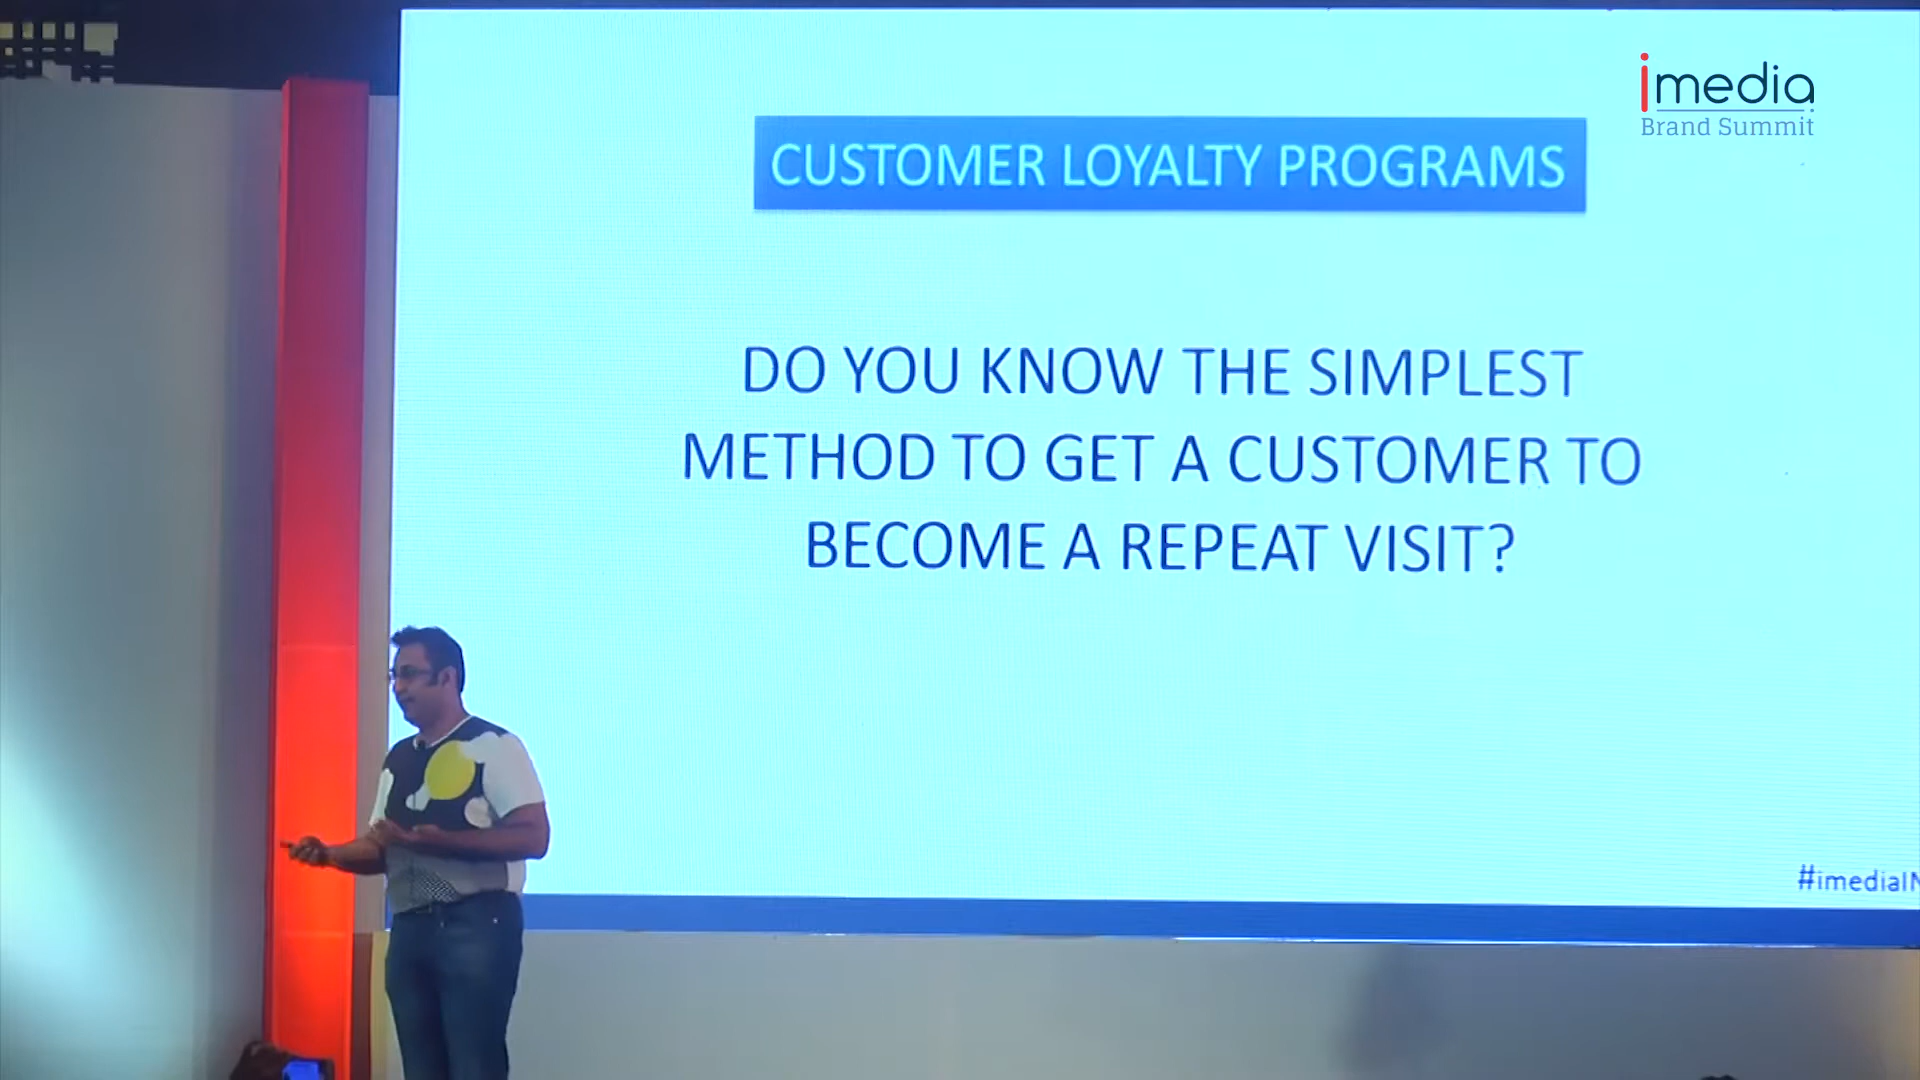 imedia
Brand Summit
CUSTOMER LOYALTY PROGRAMS
DO YOU KNOW THE SIMPLEST
METHOD TO GET A CUSTOMER TO
BECOME A REPEAT VISIT?
#imediaIN